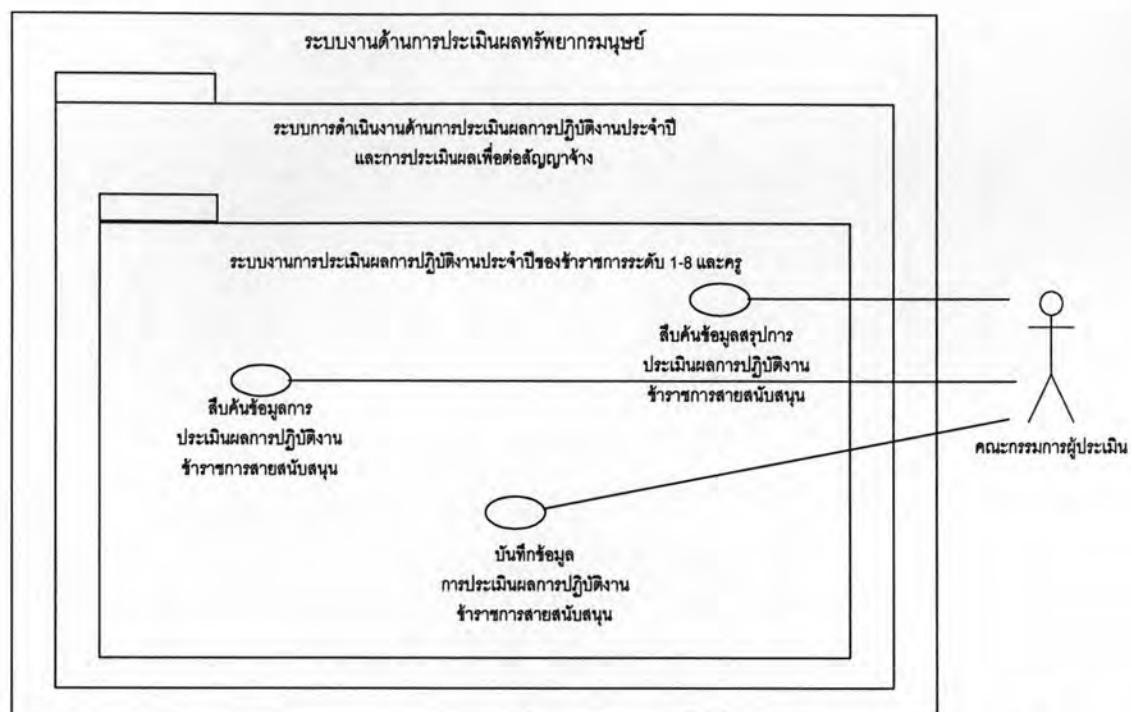 ระบบงานด้านการประเมินผลทรัพยากรมนุษย์
ระบบการดำเนินงานด้านการประเมินผลการปฏิบัติงานประจำปี
และการประเมินผลเพื่อต่อสัญญาจ้าง
ระบบงานการประเมินผลการปฏิบัติงานประจำปีของข้าราชการระดับ 1-8 และครู
สืบค้นข้อมูลสรุปการ
ประเมินผลการปฏิบัติงาน
ข้าราชการสายสนับสนุน
สืบค้นข้อมูลการ
ประเมินผลการปฏิบัติงาน
ข้าราชการสายสนับสนุน
คณะกรรมการผู้ประเมิน
บันทึกข้อมูล
การประเมินผลการปฏิบัติงาน
ข้าราชการสายสนับสนุน